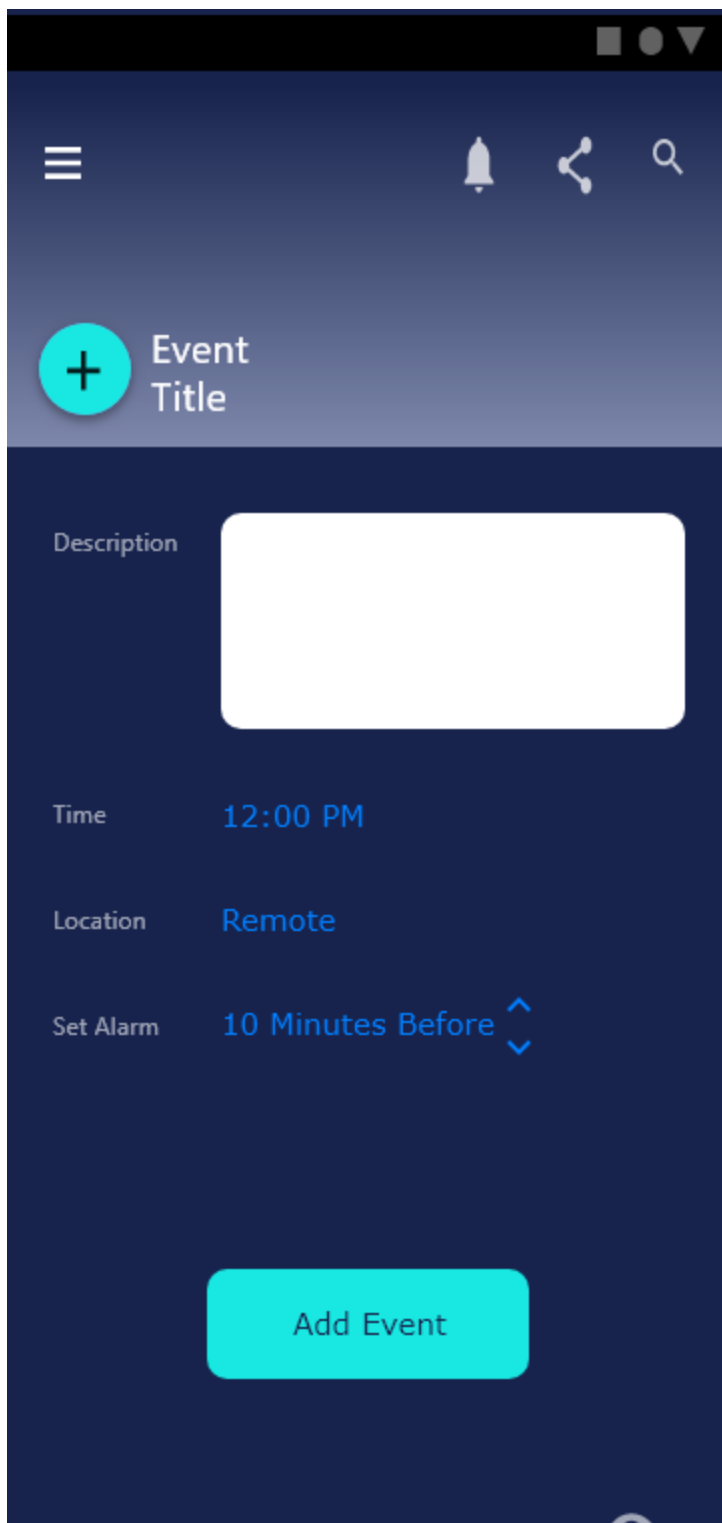 Event
Title
Description
Time
12:00 PM
Location
Remote
Set Alarm
10 Minutes Before
Add Event